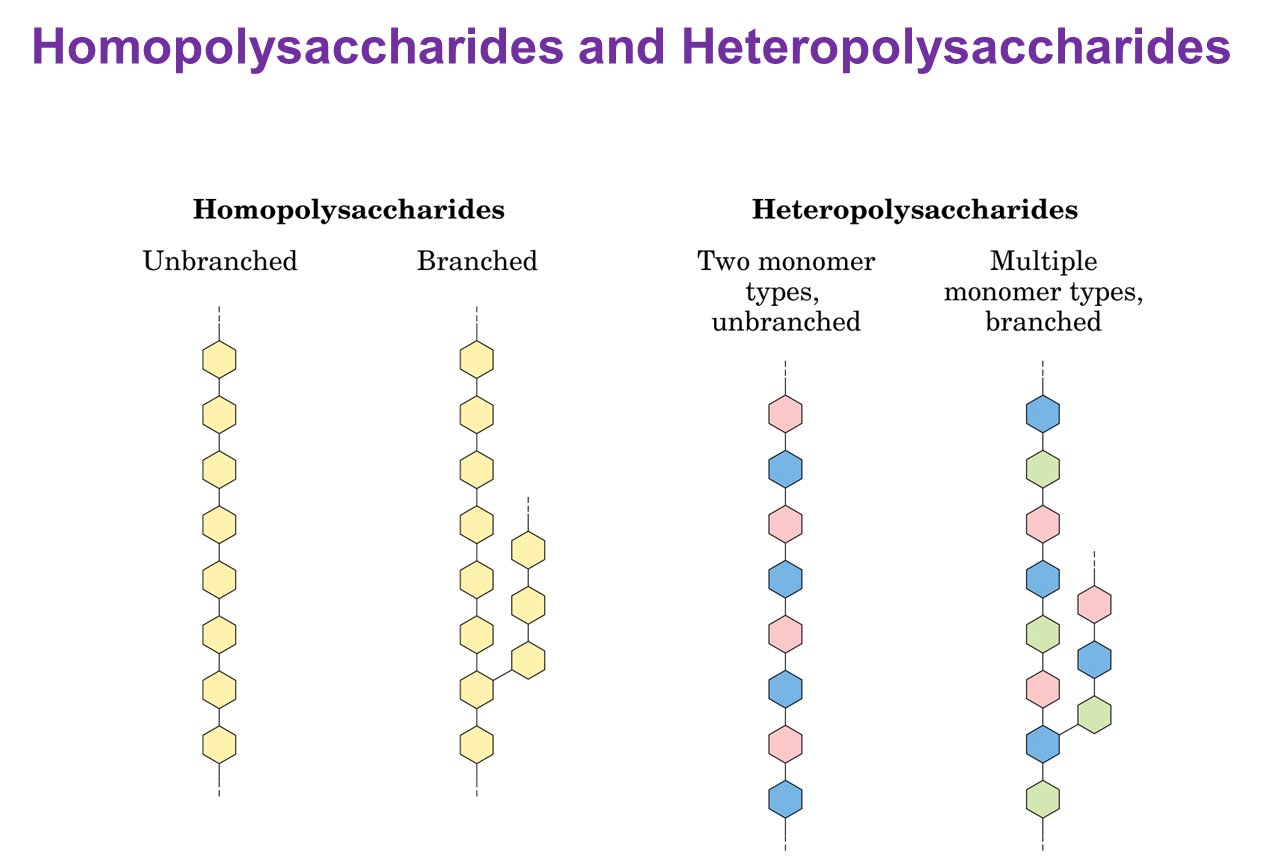 Homopolysaccharides and Heteropolysaccharides
Homopolysaccharides
Unbranched
Branched
Heteropolysaccharides
Two monomer
types,
unbranched
Multiple
monomer types,
branched